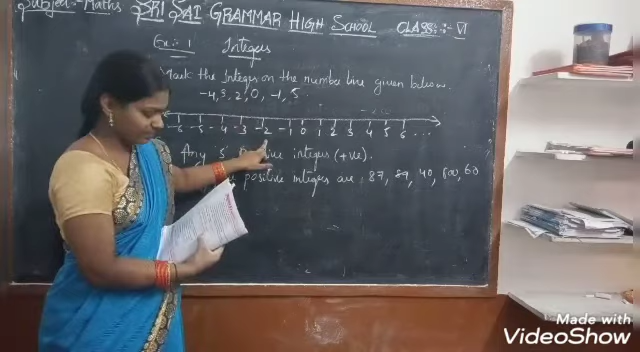 Subject:- Maths SRI SAI GRAMMAR HIGH SCHOOL CLASS:- VI
Ex:- 1 Integers
Mark the Integers on the number line given below.
-4, 3, 2, 0, -1, 5.
-6 -5 -4 -3 -2 -1 0 1 2 3 4 5 6 ...
Any 5 integers (+ve).
positive integers are 87, 89, 40, 800, 60
Made with
VideoShow